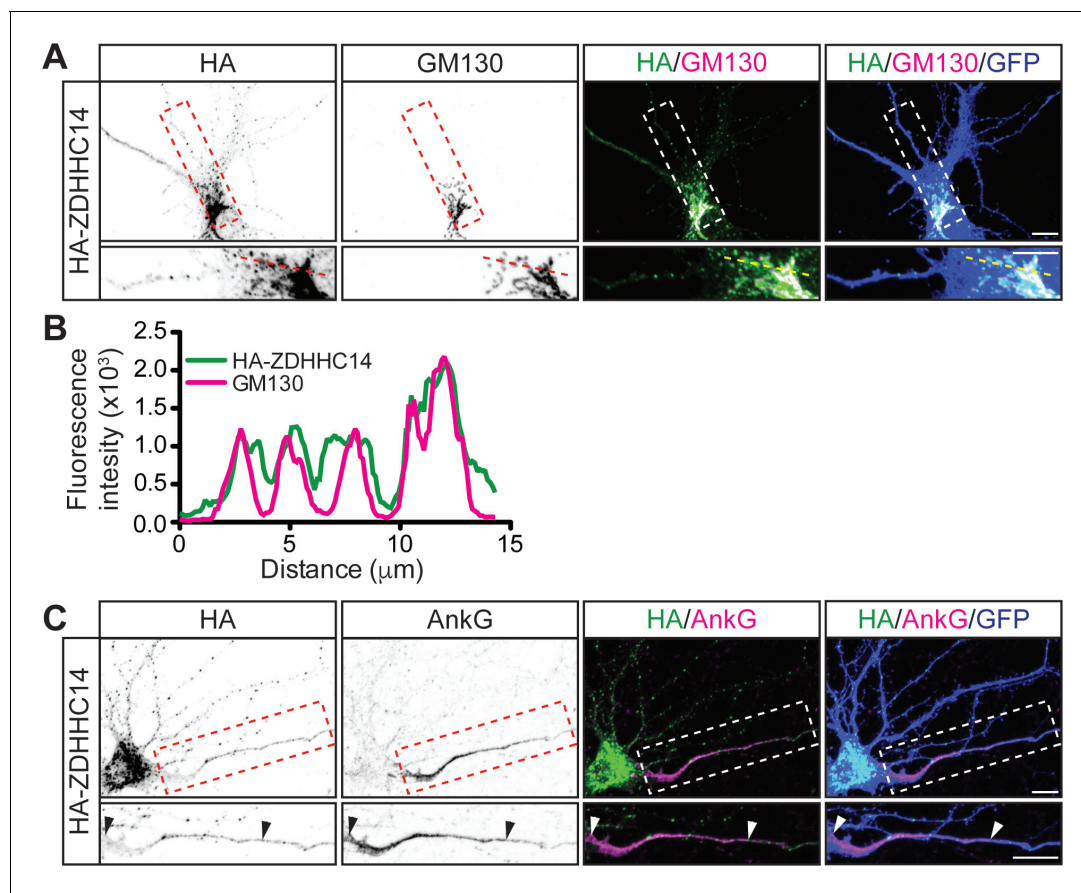 A
HA
GM130
HA/GM130
HA/GM130/GFP
HA-ZDHHC14
B
Fluorescence
intesity (x10³)
2.5
2.0
1.5
1.0
0.5
0.0
HA-ZDHHC14
GM130
0
5
10
15
Distance (μm)
C
HA
AnkG
HA/AnkG
HA/AnkG/GFP
HA-ZDHHC14